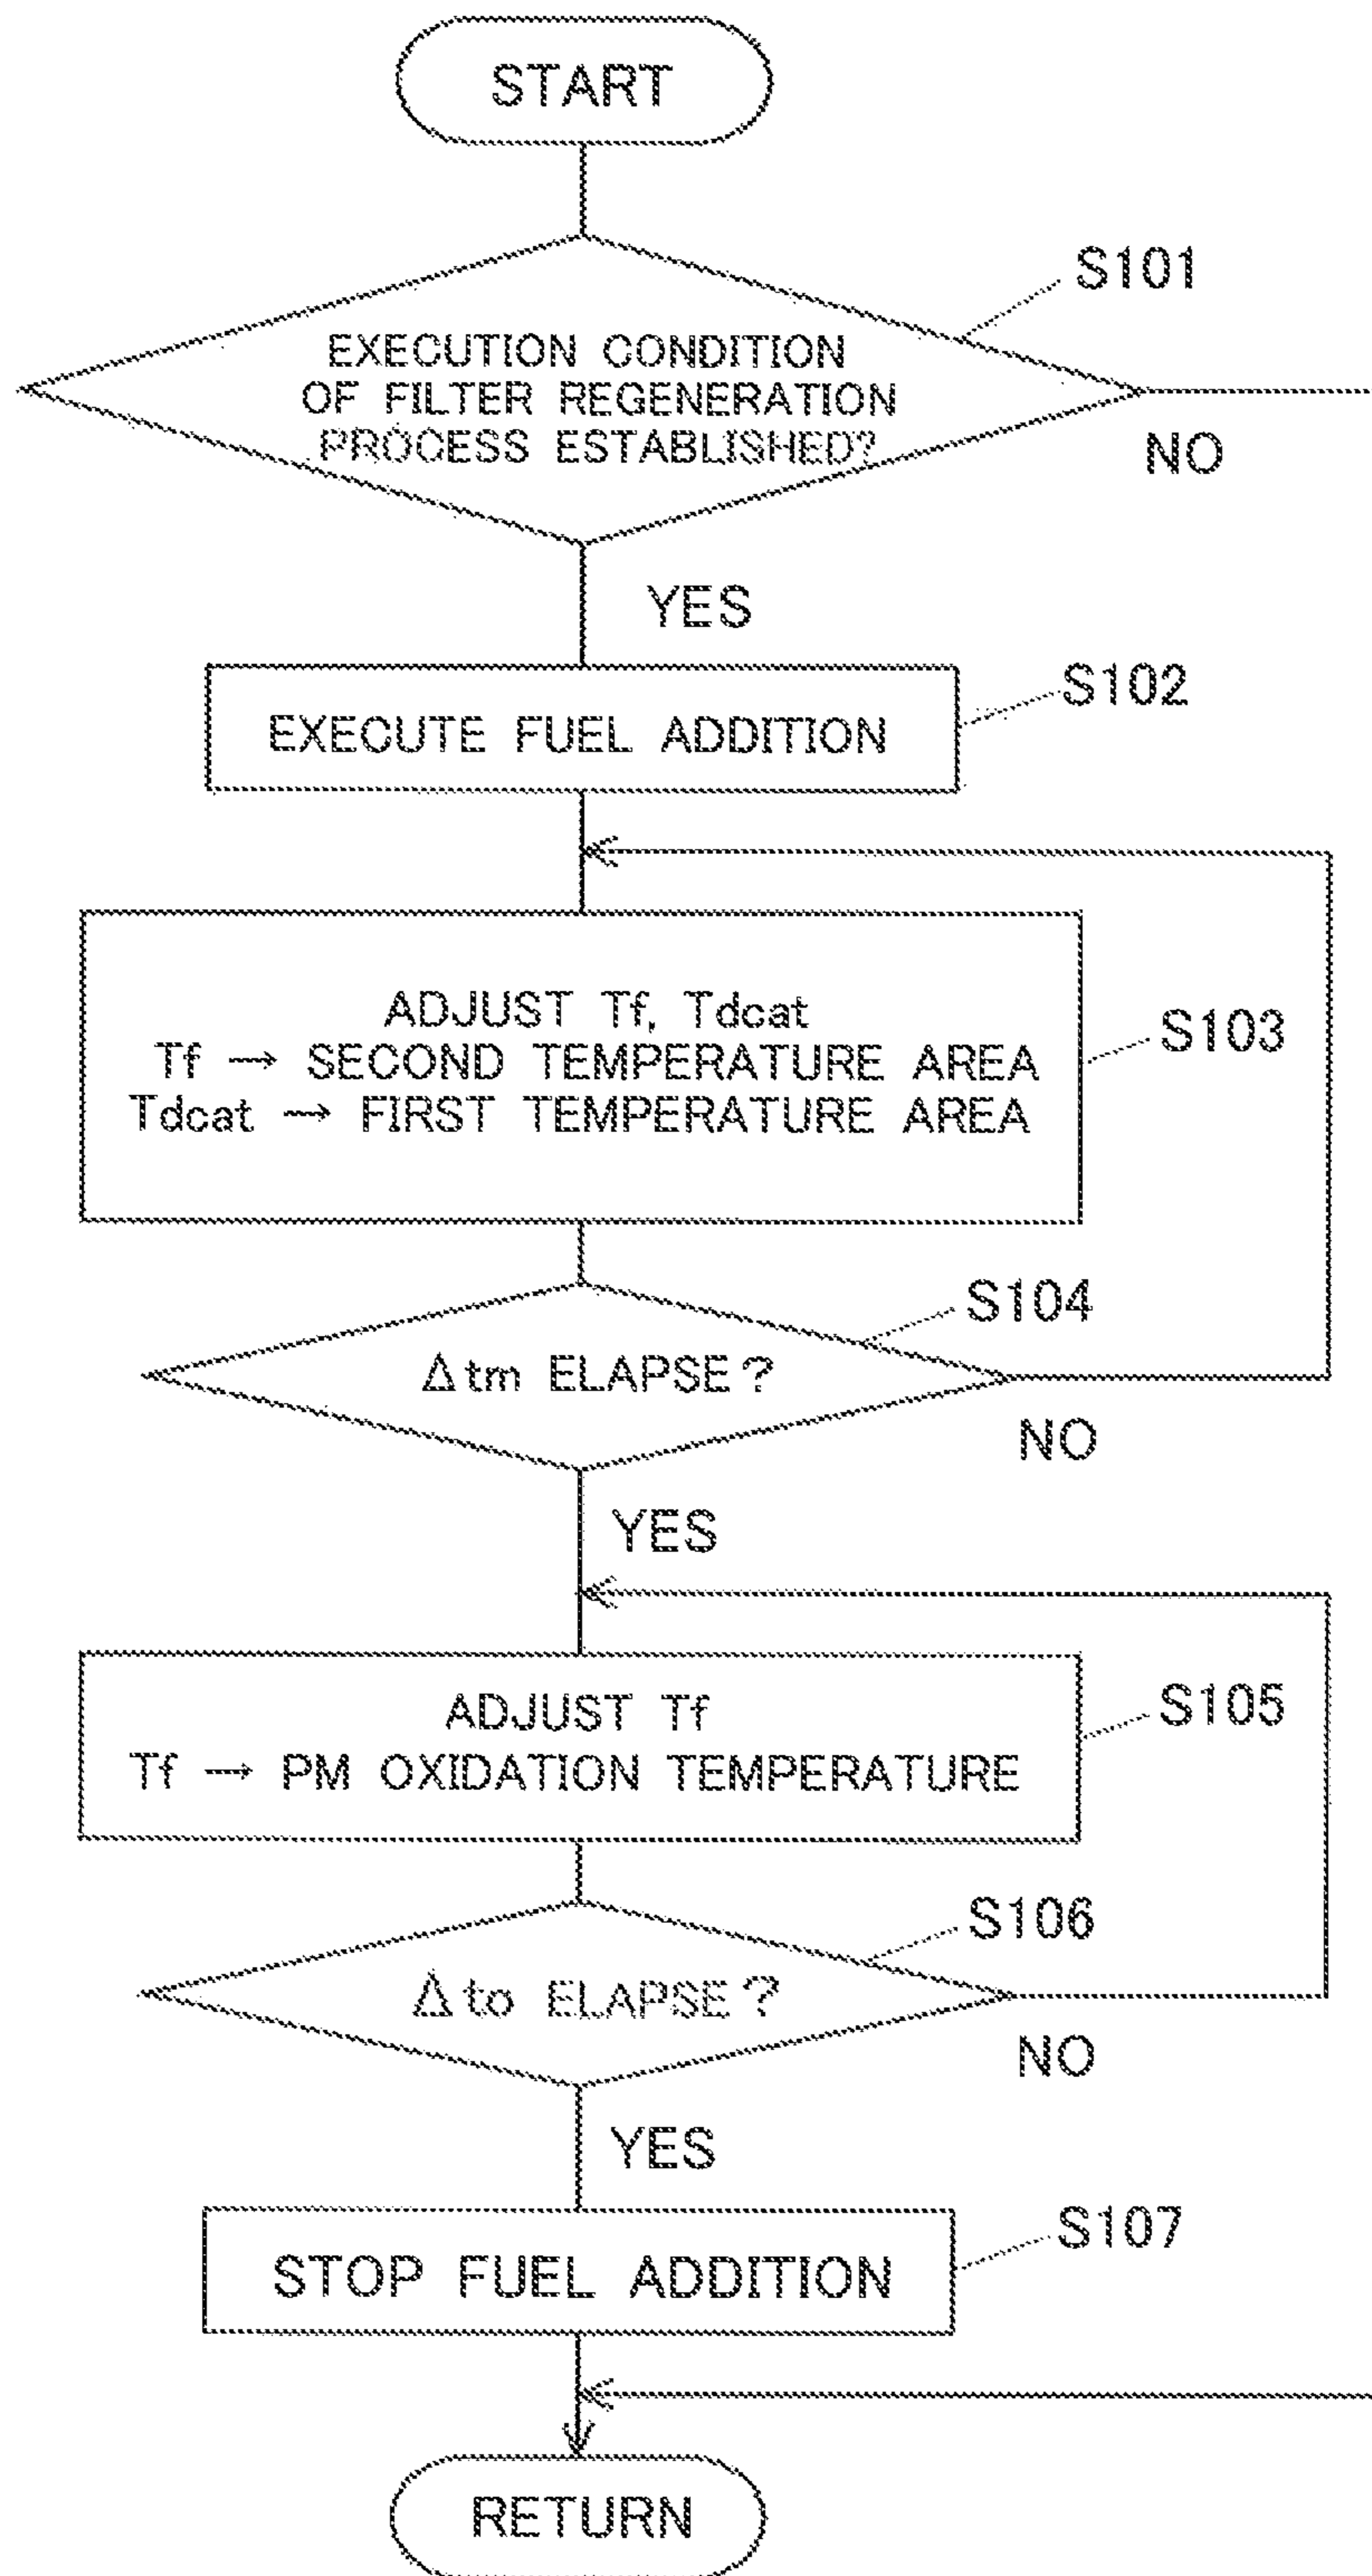 START
S101
EXECUTION CONDITION
OF FILTER REGENERATION
PROCESS ESTABLISHED?
NO
YES
S102
EXECUTE FUEL ADDITION
ADJUST Tf, Tdcat
Tf → SECOND TEMPERATURE AREA
Tdcat → FIRST TEMPERATURE AREA
S103
S104
Δtm ELAPSE?
NO
YES
ADJUST Tf
Tf → PM OXIDATION TEMPERATURE
S105
S106
Δto ELAPSE?
NO
YES
S107
STOP FUEL ADDITION
RETURN